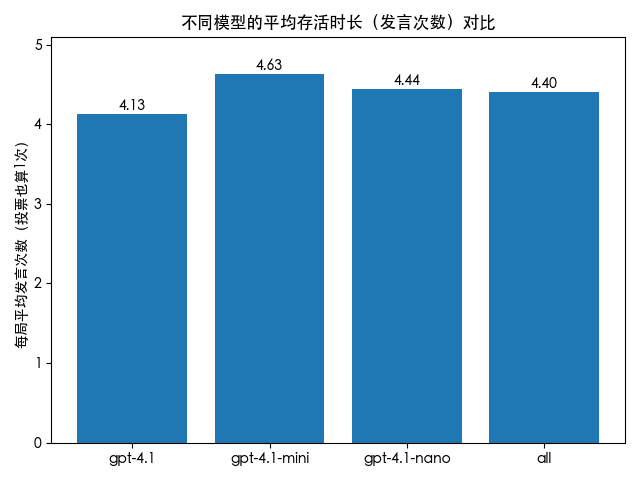 不同模型的平均存活时长（发言次数）对比
每局平均发言次数（投票也算1次）
5
4
3
2
1
0
4.13
4.63
4.44
4.40
gpt-4.1
gpt-4.1-mini
gpt-4.1-nano
all